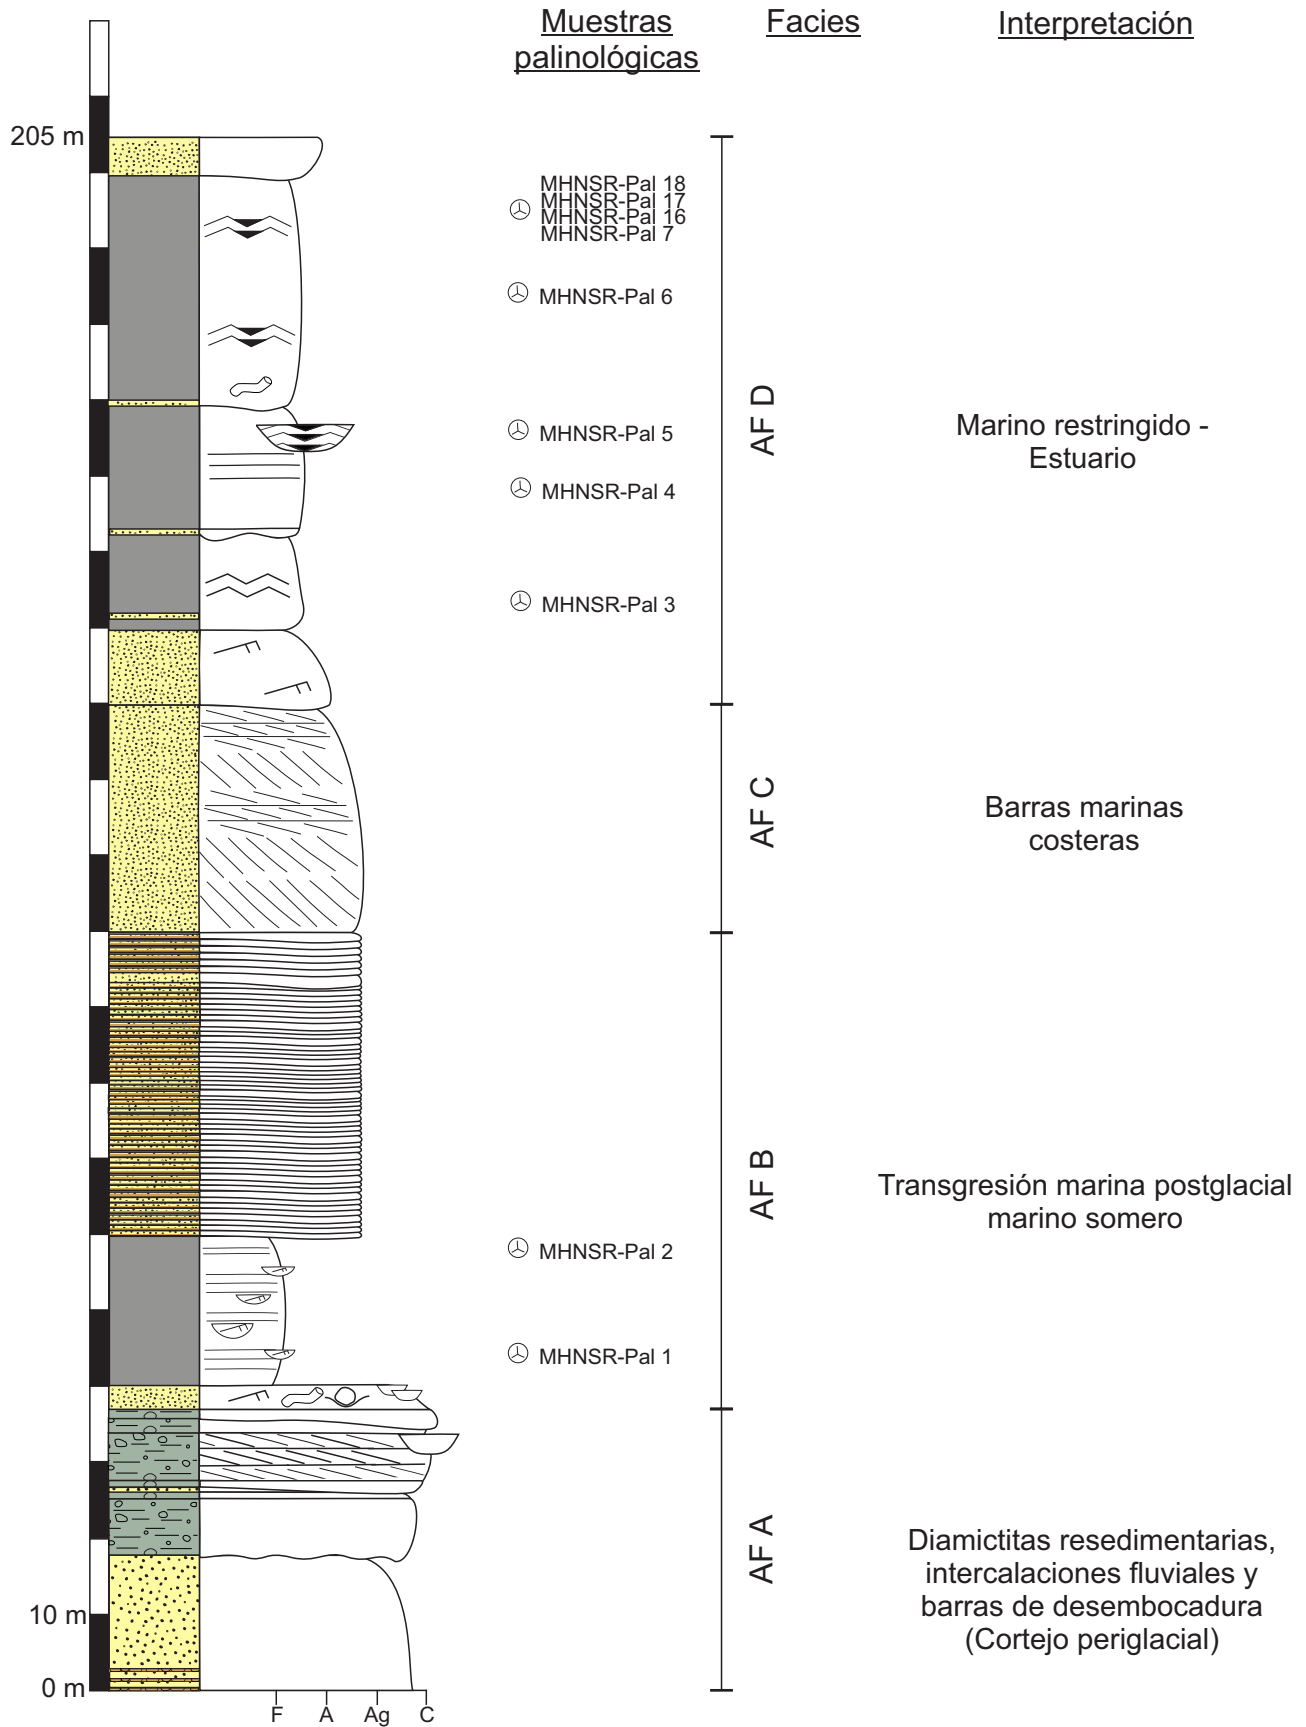 Muestras
palinológicas
Facies
Interpretación
205 m
MHNSR-Pal 18
MHNSR-Pal 17
MHNSR-Pal 16
MHNSR-Pal 7
MHNSR-Pal 6
MHNSR-Pal 5
MHNSR-Pal 4
MHNSR-Pal 3
AF D
Marino restringido -
Estuario
AF C
Barras marinas
costeras
AF B
Transgresión marina postglacial
marino somero
MHNSR-Pal 2
MHNSR-Pal 1
AF A
Diamictitas resedimentarias,
intercalaciones fluviales y
barras de desembocadura
(Cortejo periglacial)
10 m
0 m
F A Ag C